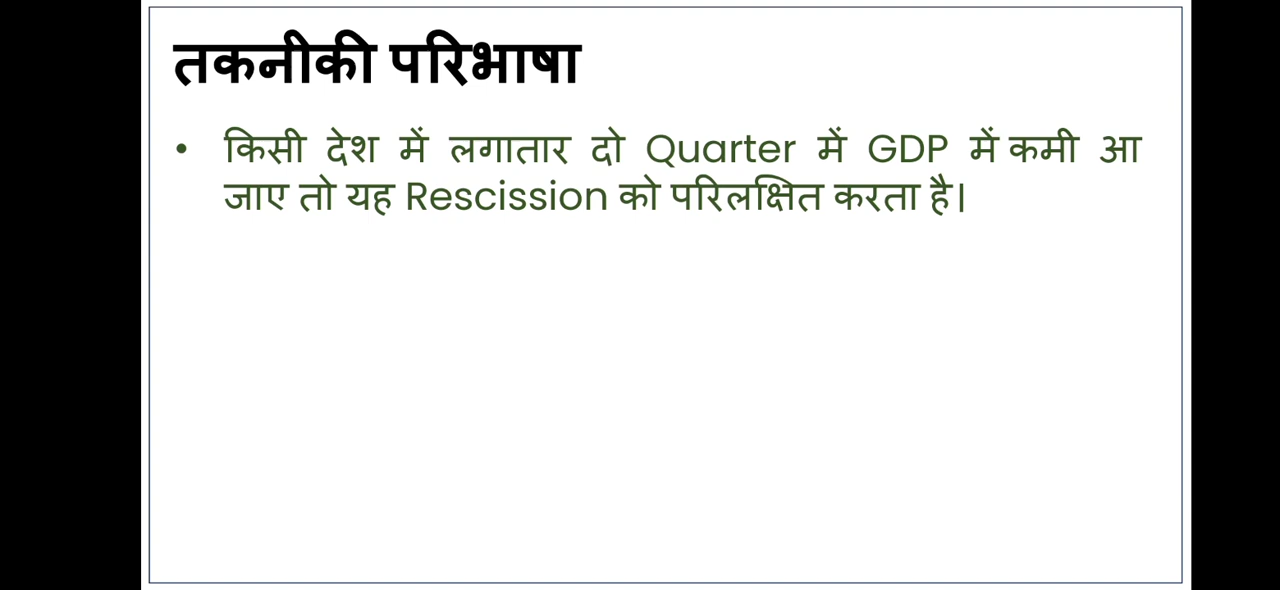 तकनीकी परिभाषा
• किसी देश में लगातार दो Quarter में GDP में कमी आ
जाए तो यह Rescission को परिलक्षित करता है।